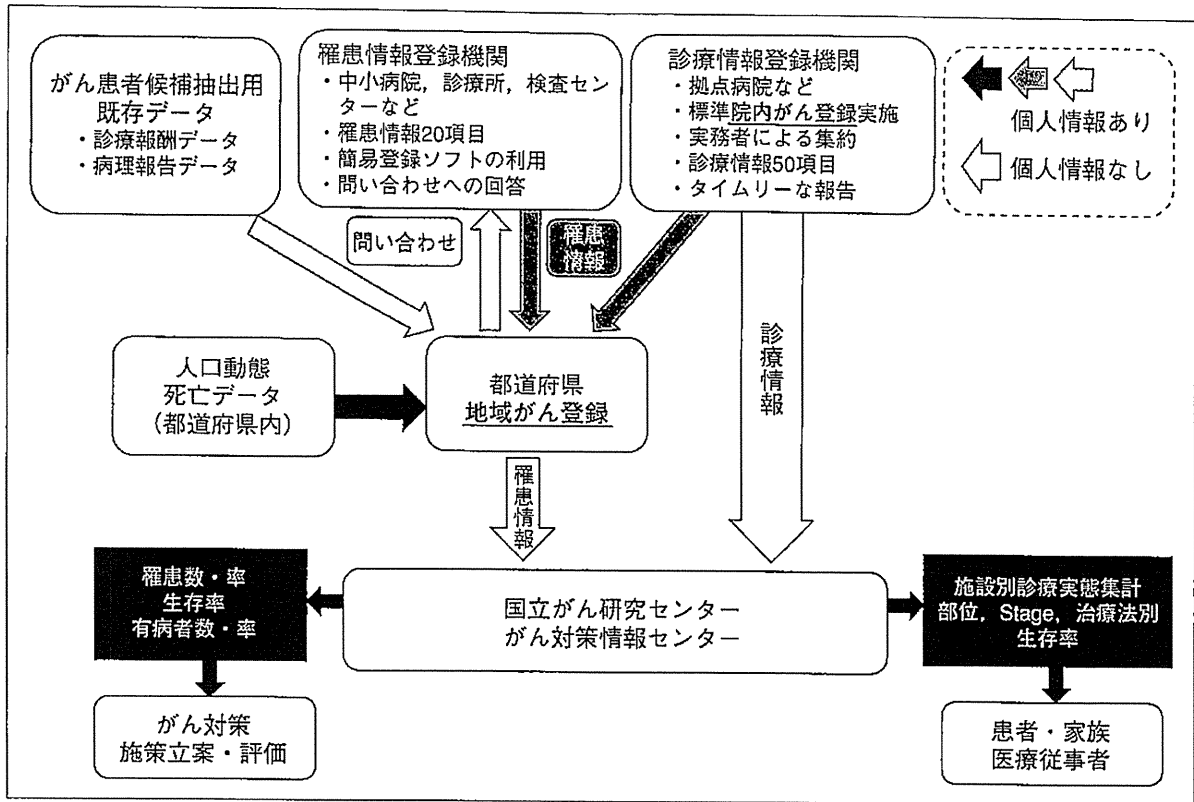 がん患者候補抽出用
既存データ
・診療報酬データ
・病理報告データ
罹患情報登録機関
・中小病院，診療所，検査セン
ターなど
・罹患情報20項目
・簡易登録ソフトの利用
・問い合わせへの回答
診療情報登録機関
・拠点病院など
・標準院内がん登録実施
・実務者による集約
・診療情報50項目
・タイムリーな報告
個人情報あり
個人情報なし
問い合わせ
罹患
情報
診療情報
人口動態
死亡データ
（都道府県内）
都道府県
地域がん登録
罹患情報
罹患数・率
生存率
有病者数・率
国立がん研究センター
がん対策情報センター
施設別診療実態集計
部位，Stage，治療法別
生存率
がん対策
施策立案・評価
患者・家族
医療従事者